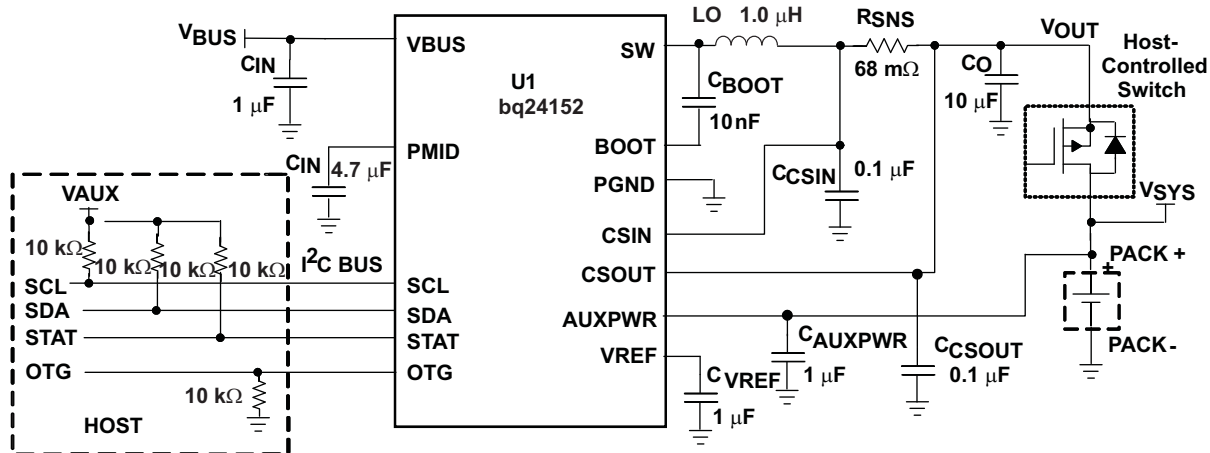 LO 1.0 μH
RSNS
68 mΩ
VOUT
Host-
Controlled
Switch
VBUS
CIN
1 μF
VBUS
U1
bq24152
SW
CBOOT
10nF
CO
10 μF
BOOT
PMID
CIN
4.7 μF
PGND
CCSIN
0.1 μF
VSYS
CSIN
VAUX
10 kΩ
10 kΩ
10 kΩ
10 kΩ
I2C BUS
CSOUT
+
PACK +
SCL
SCL
SDA
SDA
AUXPWR
STAT
STAT
VREF
CAUXPWR
1 μF
PACK-
OTG
OTG
CVREF
1 μF
CCSOUT
0.1 μF
10 kΩ
HOST